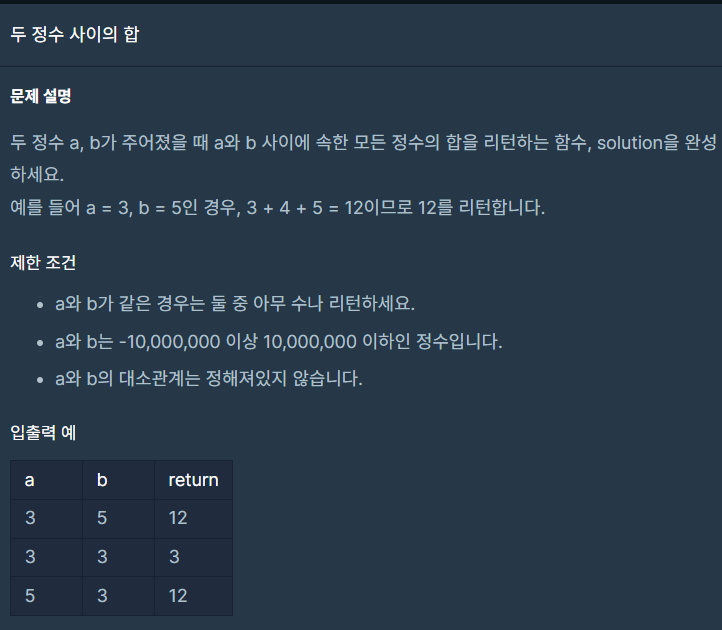 두 정수 사이의 합
문제 설명
두 정수 a, b가 주어졌을 때 a와 b 사이에 속한 모든 정수의 합을 리턴하는 함수, solution을 완성
하세요.
예를 들어 a = 3, b = 5인 경우, 3 + 4 + 5 = 12이므로 12를 리턴합니다.
제한 조건
• a와 b가 같은 경우는 둘 중 아무 수나 리턴하세요.
• a와 b는 -10,000,000 이상 10,000,000 이하인 정수입니다.
• a와 b의 대소관계는 정해져있지 않습니다.
입출력 예
a b return
3 5 12
3 3 3
5 3 12